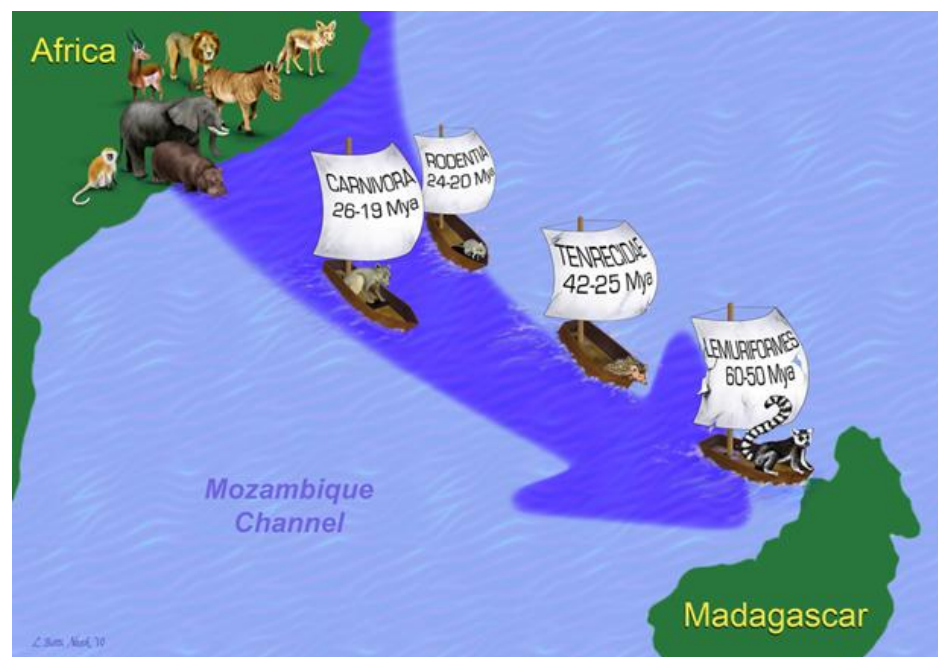 Africa
CARNIVORA
26-19 Mya
RODENTIA
24-20 Mya
TENRECIDAE
42-25 Mya
LEMURIFORMES
60-50 Mya
Mozambique
Channel
Madagascar